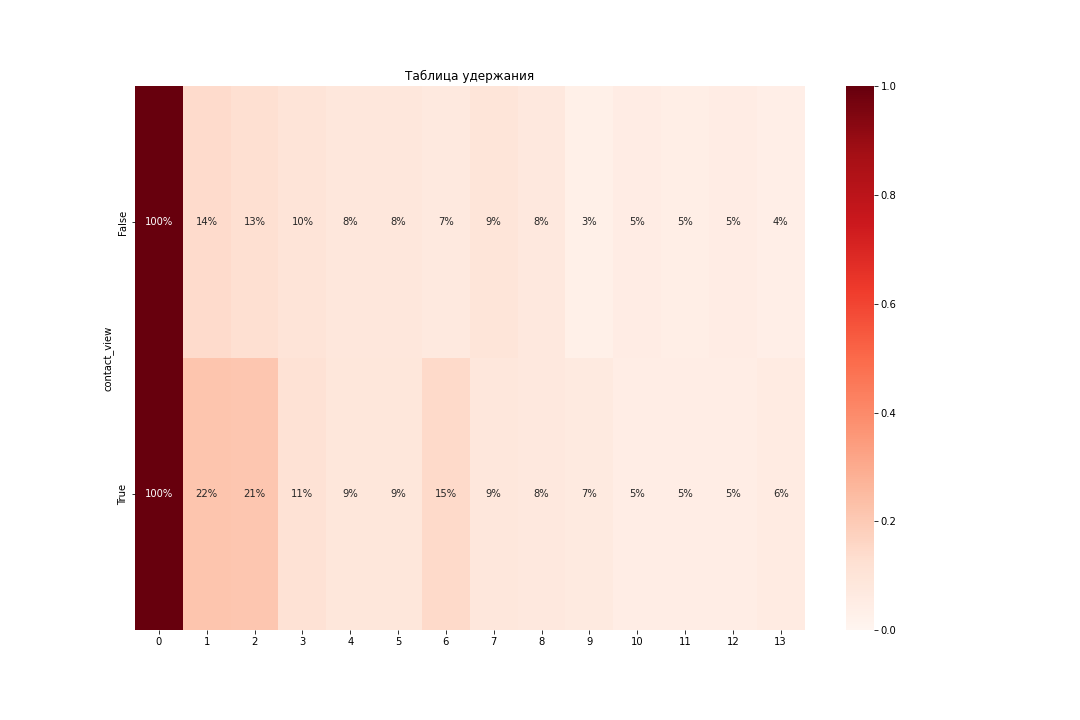 Таблица удержания
contact_view
False
100% 14% 13% 10% 8% 8% 7% 9% 8% 3% 5% 5% 5% 4%
True
100% 22% 21% 11% 9% 9% 15% 9% 8% 7% 5% 5% 5% 6%
0 1 2 3 4 5 6 7 8 9 10 11 12 13
1.0
0.8
0.6
0.4
0.2
0.0